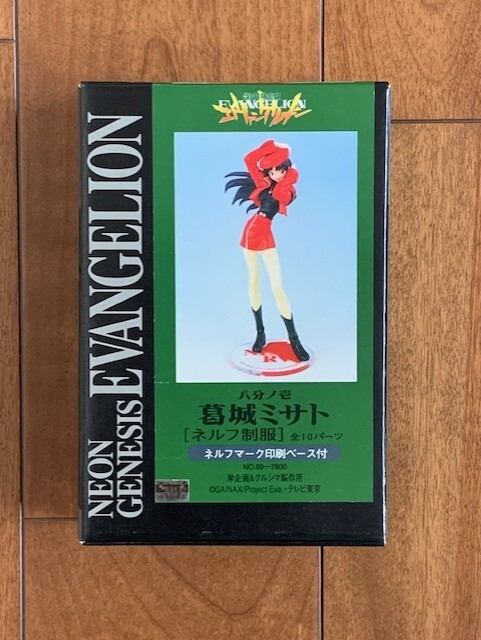 NEON
GENESIS EVANGELION
EVANGELION
エヴァンゲリオン
八分ノ壱
葛城ミサト
[ネルフ制服] 全10パーツ
ネルフマーク印刷ベース付
NO.69-7800
岸企画&クルシマ製作所
©GAINAX/Project Eva.・テレビ東京